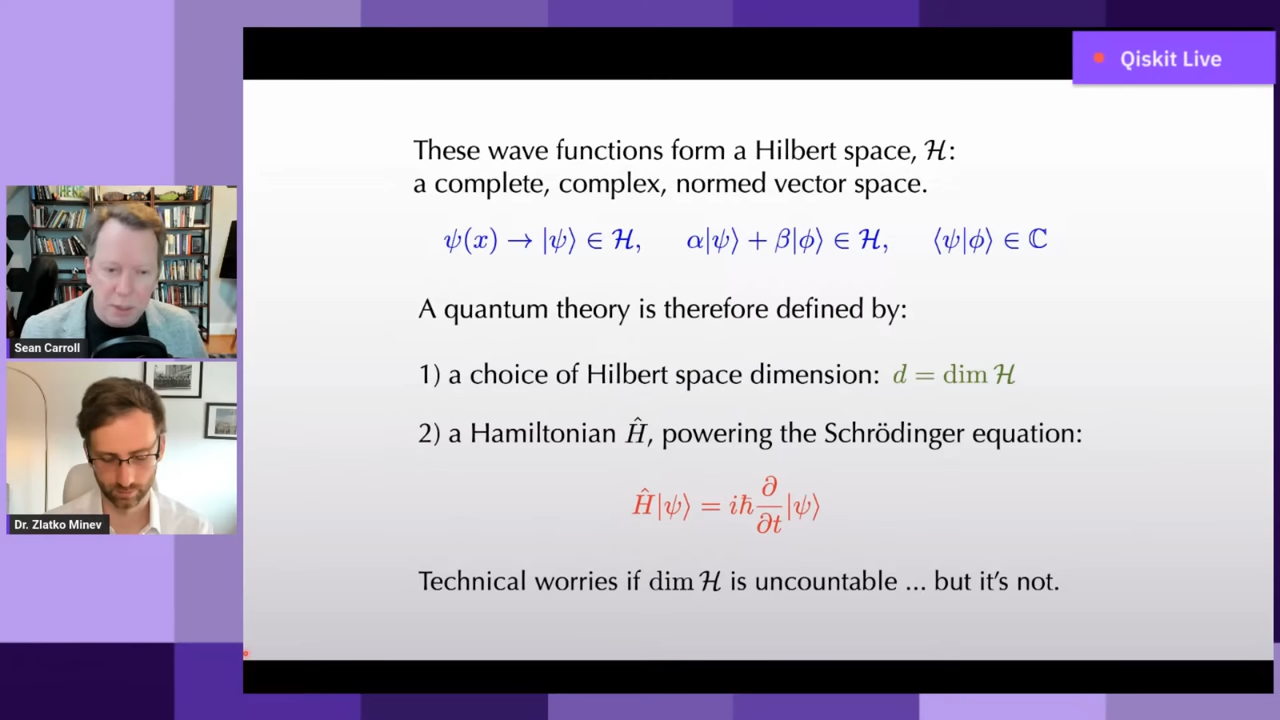 Qiskit Live
These wave functions form a Hilbert space, ℋ:
a complete, complex, normed vector space.
ψ(x) → |ψ⟩ ∈ ℋ,   α|ψ⟩ + β|ϕ⟩ ∈ ℋ,   ⟨ψ|ϕ⟩ ∈ ℂ
A quantum theory is therefore defined by:
1) a choice of Hilbert space dimension: d = dim ℋ
2) a Hamiltonian Ĥ, powering the Schrödinger equation:
Ĥ|ψ⟩ = iħ ∂/∂t |ψ⟩
Technical worries if dim ℋ is uncountable ... but it's not.
Sean Carroll
Dr. Zlatko Minev